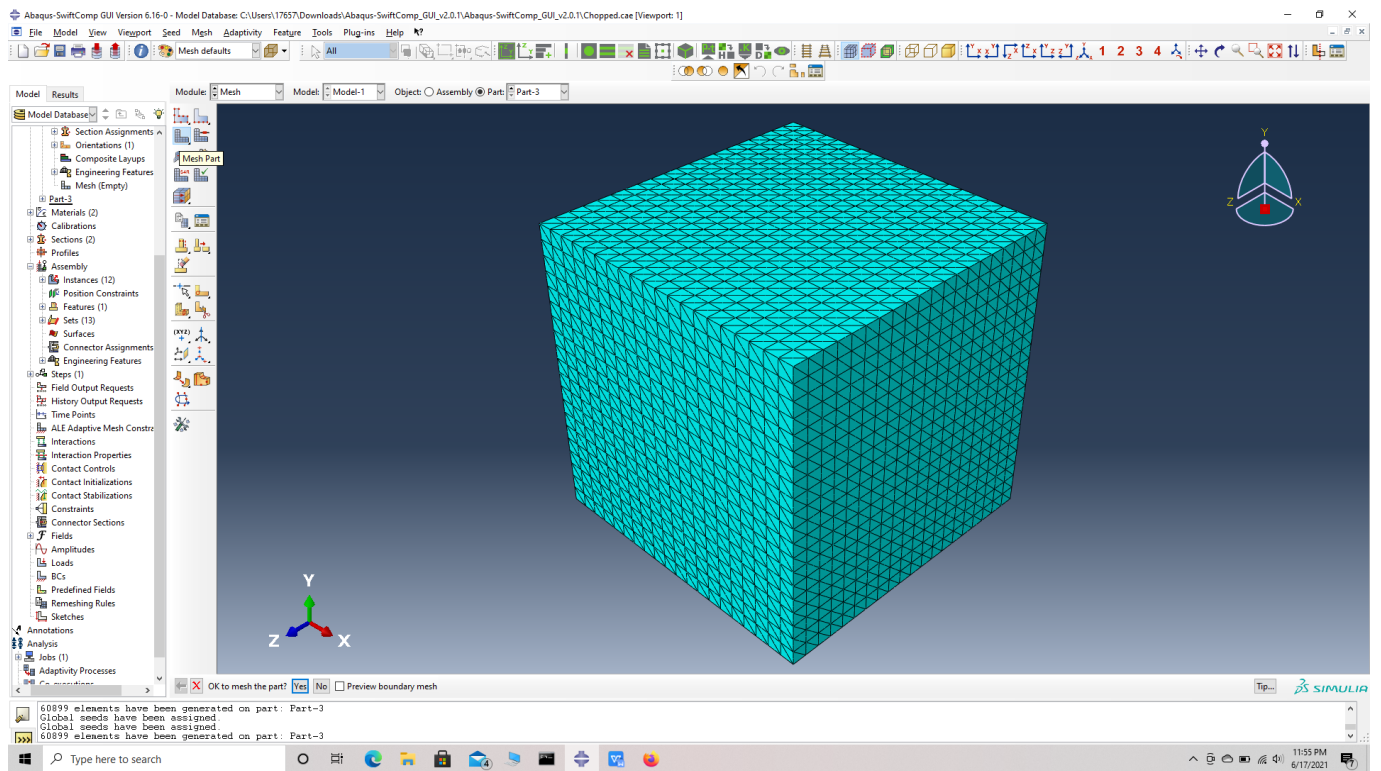 Abaqus-SwiftComp GUI Version 6.16-0 - Model Database: C:\Users\17657\Downloads\Abaqus-SwiftComp_GUI_v2.0.1\Abaqus-SwiftComp_GUI_v2.0.1\Chopped.cae [Viewport: 1]
File Model View Viewport Seed Mesh Adaptivity Feature Tools Plug-ins Help
Mesh defaults All 1 2 3 4
Model Results Module: Mesh Model: Model-1 Object: Assembly Part: Part-3
Model Database
Section Assignments
Orientations (1)
Composite Layups
Mesh Part
Engineering Features
Mesh (Empty)
Part-3
Materials (2)
Calibrations
Sections (2)
Profiles
Assembly
Instances (12)
Position Constraints
Features (1)
Sets (13)
Surfaces
Connector Assignments
Engineering Features
Steps (1)
Field Output Requests
History Output Requests
Time Points
ALE Adaptive Mesh Constra
Interactions
Interaction Properties
Contact Controls
Contact Initializations
Contact Stabilizations
Constraints
Connector Sections
Fields
Amplitudes
Loads
BCs
Predefined Fields
Remeshing Rules
Sketches
Annotations
Analysis
Jobs (1)
Adaptivity Processes
(XYZ)
Y
Z X
Y
Z X
OK to mesh the part? Yes No Preview boundary mesh Tip... SIMULIA
60899 elements have been generated on part: Part-3
Global seeds have been assigned.
Global seeds have been assigned.
60899 elements have been generated on part: Part-3
Type here to search
11:55 PM
6/17/2021